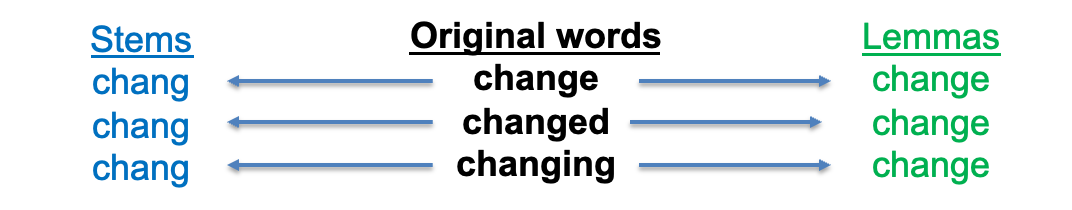 Stems Original words Lemmas
chang change change
chang changed change
chang changing change